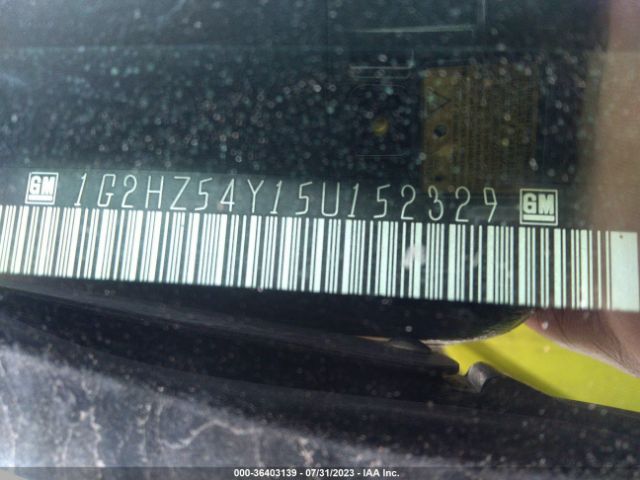 GM 1G2HZ54Y15U152329 GM
000-36403139 - 07/31/2023 - IAA Inc.